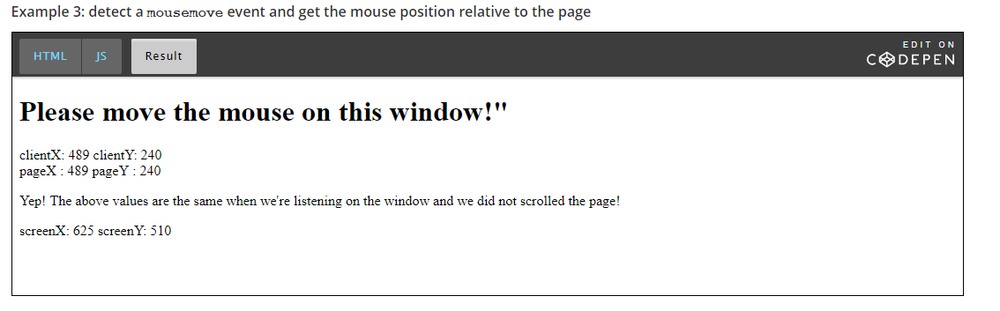 Example 3: detect a mousemove event and get the mouse position relative to the page
HTML JS Result
EDIT ON
CODEPEN
Please move the mouse on this window!"
clientX: 489 clientY: 240
pageX : 489 pageY : 240
Yep! The above values are the same when we're listening on the window and we did not scrolled the page!
screenX: 625 screenY: 510